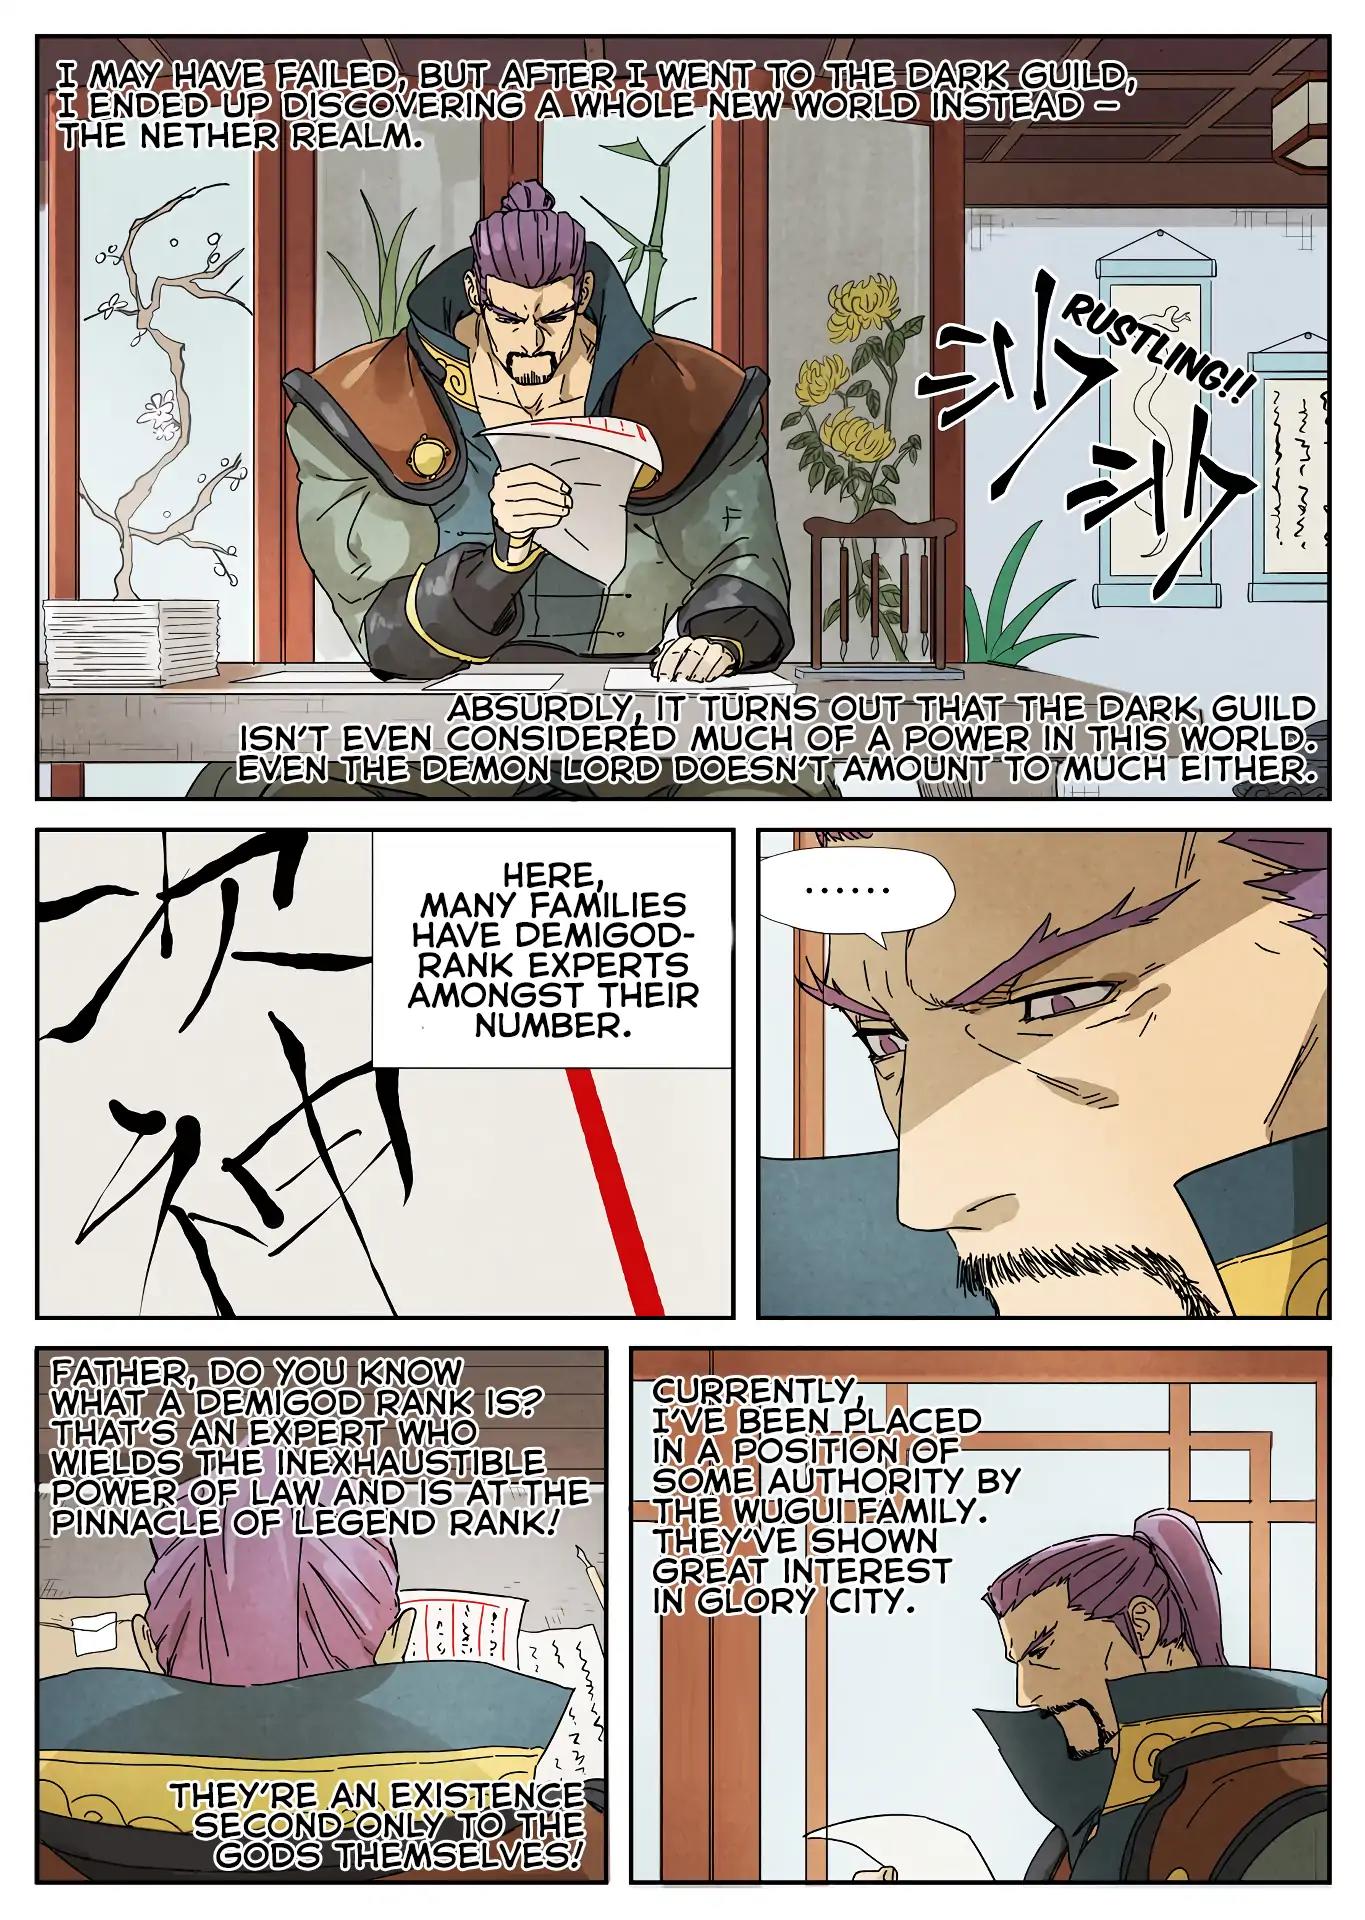 I MAY HAVE FAILED, BUT AFTER I WENT TO THE DARK GUILD,
I ENDED UP DISCOVERING A WHOLE NEW WORLD INSTEAD –
THE NETHER REALM.
RUSTLING!!
沙
沙
ABSURDLY, IT TURNS OUT THAT THE DARK GUILD
ISN'T EVEN CONSIDERED MUCH OF A POWER IN THIS WORLD.
EVEN THE DEMON LORD DOESN'T AMOUNT TO MUCH EITHER.
HERE,
MANY FAMILIES
HAVE DEMIGOD-
RANK EXPERTS
AMONGST THEIR
NUMBER.
神
......
FATHER, DO YOU KNOW
WHAT A DEMIGOD RANK IS?
THAT'S AN EXPERT WHO
WIELDS THE INEXHAUSTIBLE
POWER OF LAW AND IS AT THE
PINNACLE OF LEGEND RANK!
THEY'RE AN EXISTENCE
SECOND ONLY TO THE
GODS THEMSELVES!
CURRENTLY,
I'VE BEEN PLACED
IN A POSITION OF
SOME AUTHORITY BY
THE WUGUI FAMILY.
THEY'VE SHOWN
GREAT INTEREST
IN GLORY CITY.